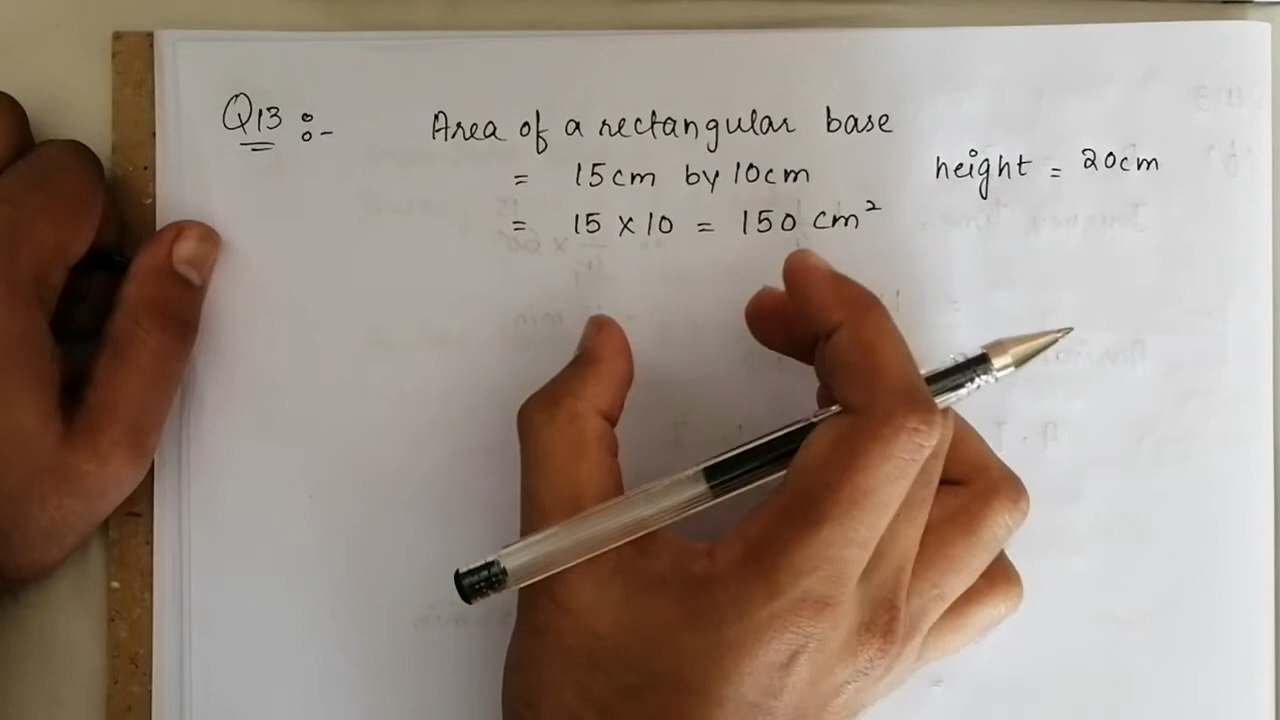 Q13 :-
Area of a rectangular base
= 15cm by 10cm
height = 20cm
= 15 x 10 = 150 cm²